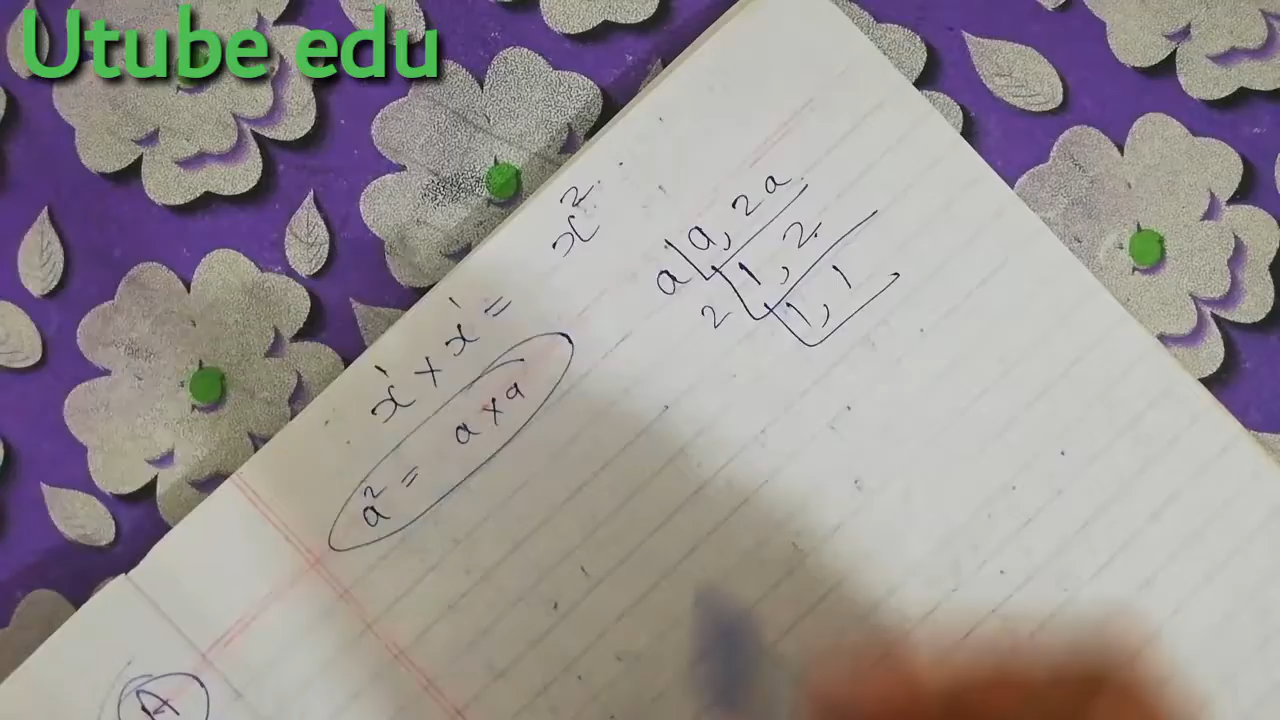 Utube edu
x¹ × x¹ = x²
a² = a × a
a | a, 2a
2 | 1, 2
1, 1
A